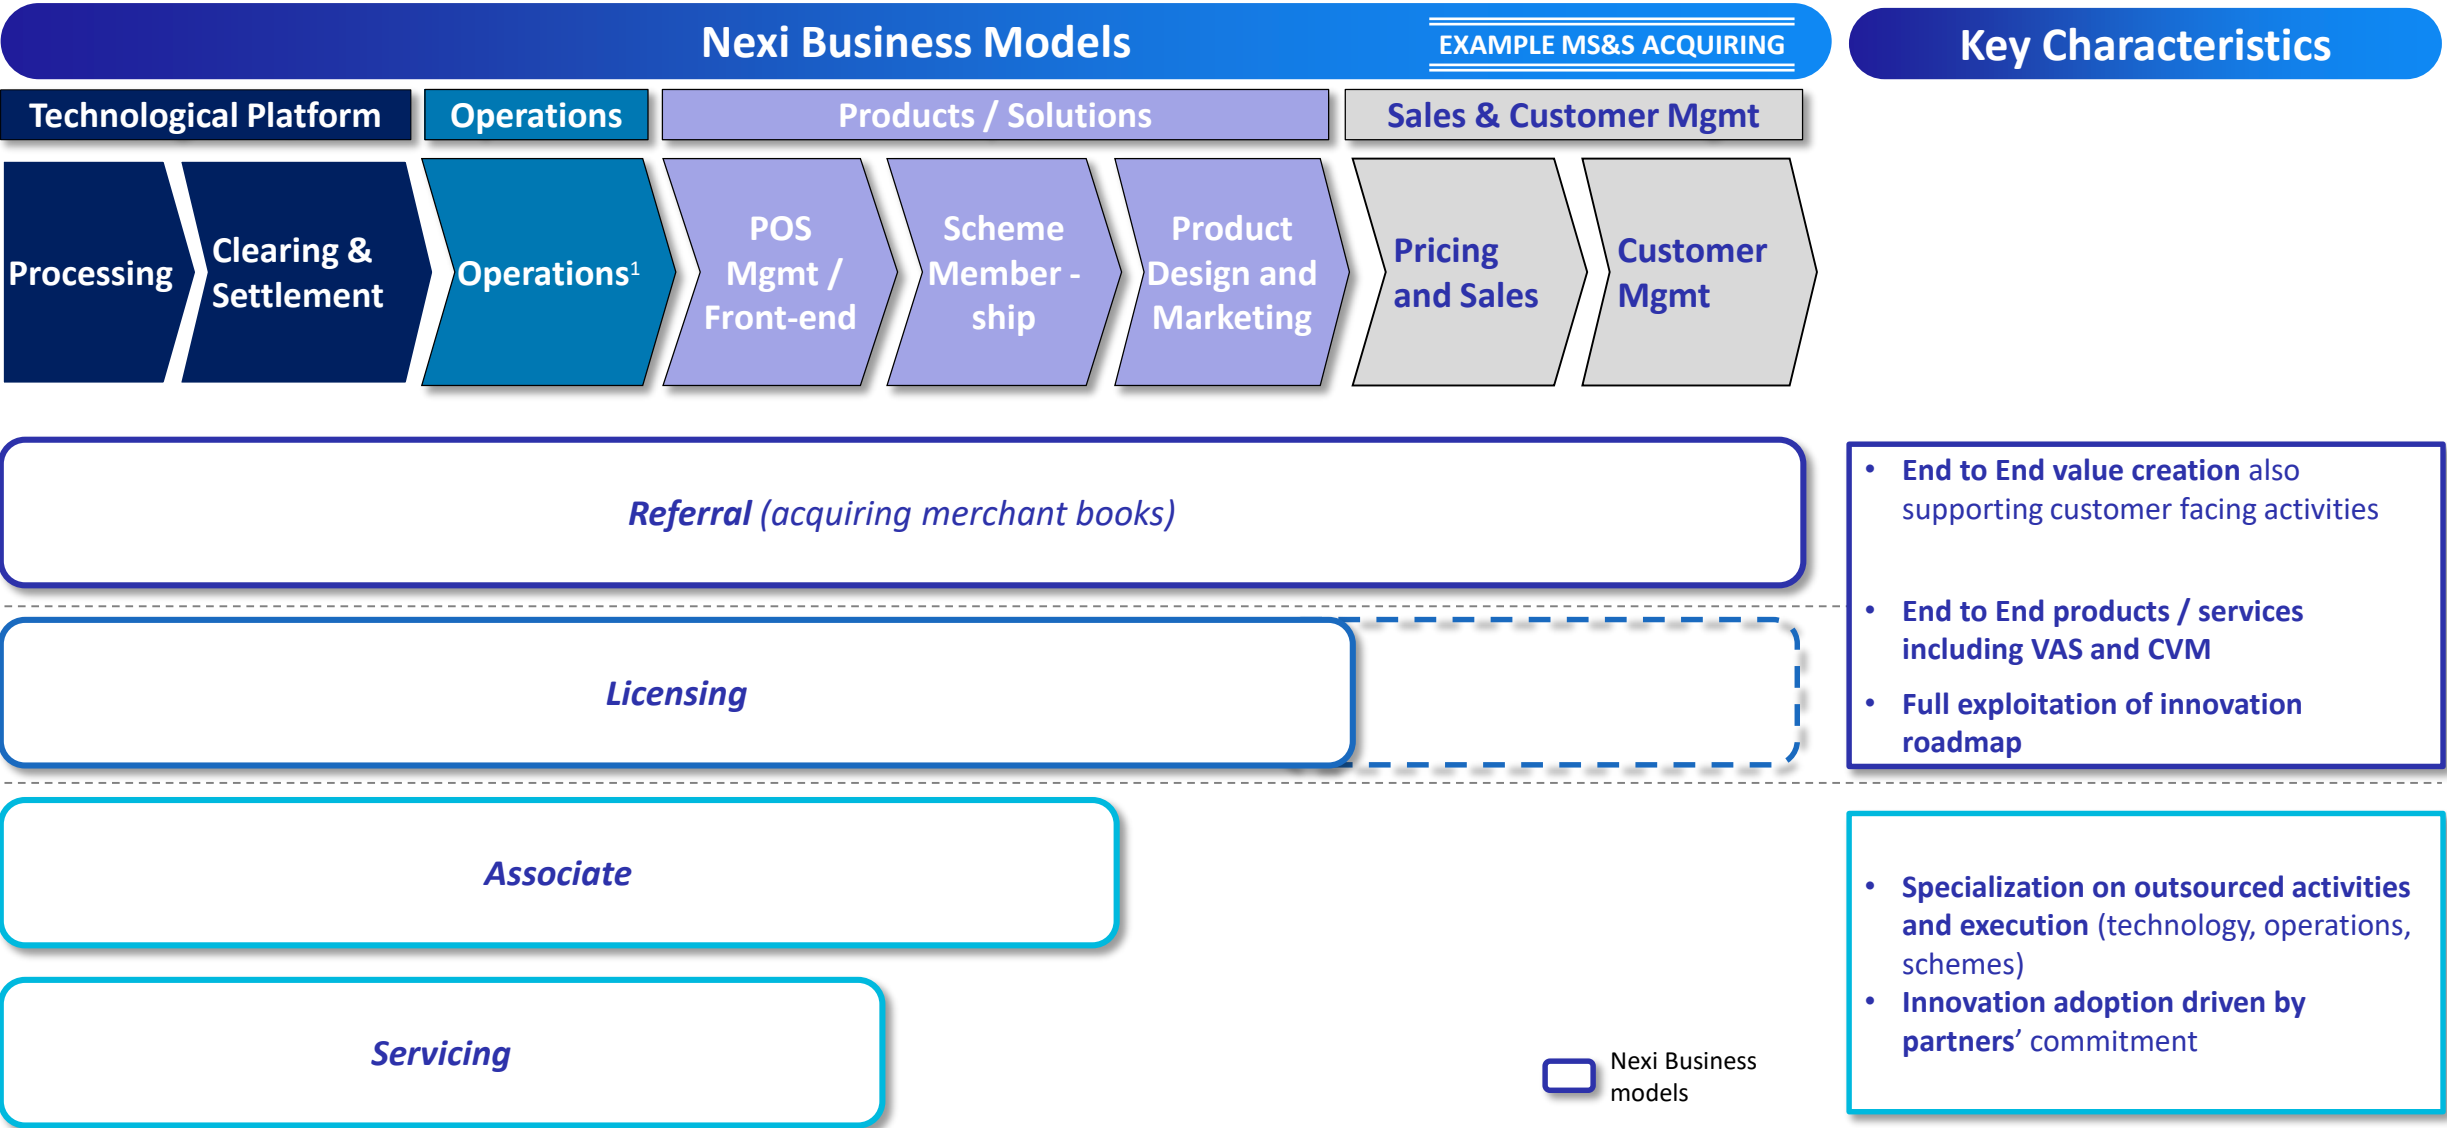 Nexi Business Models
EXAMPLE MS&S ACQUIRING
Key Characteristics
Technological Platform
Operations
Products / Solutions
Sales & Customer Mgmt
Processing
Clearing &
Settlement
Operations1
POS
Mgmt /
Front-end
Scheme
Member -
ship
Product
Design and
Marketing
Pricing
and Sales
Customer
Mgmt
Referral (acquiring merchant books)
• End to End value creation also
supporting customer facing activities
• End to End products / services
including VAS and CVM
• Full exploitation of innovation
roadmap
Licensing
Associate
• Specialization on outsourced activities
and execution (technology, operations,
schemes)
• Innovation adoption driven by
partners’ commitment
Servicing
Nexi Business
models